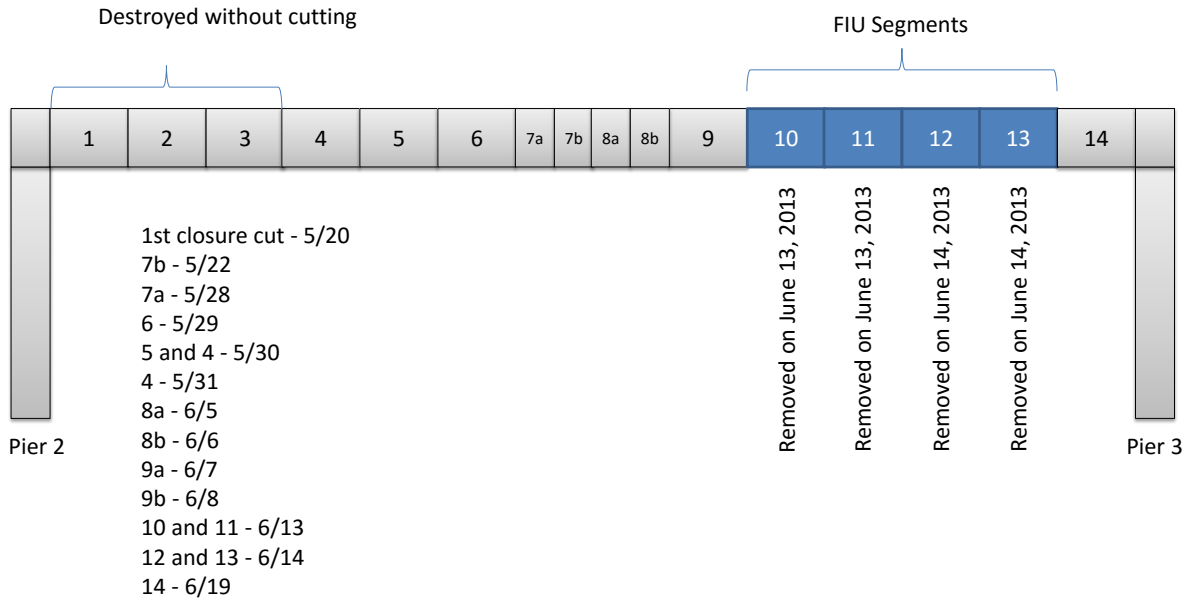 Destroyed without cutting
FIU Segments
1 2 3 4 5 6 7a 7b 8a 8b 9 10 11 12 13 14
Removed on June 13, 2013
Removed on June 13, 2013
Removed on June 14, 2013
Removed on June 14, 2013
1st closure cut - 5/20
7b - 5/22
7a - 5/28
6 - 5/29
5 and 4 - 5/30
4 - 5/31
8a - 6/5
8b - 6/6
9a - 6/7
9b - 6/8
10 and 11 - 6/13
12 and 13 - 6/14
14 - 6/19
Pier 2
Pier 3